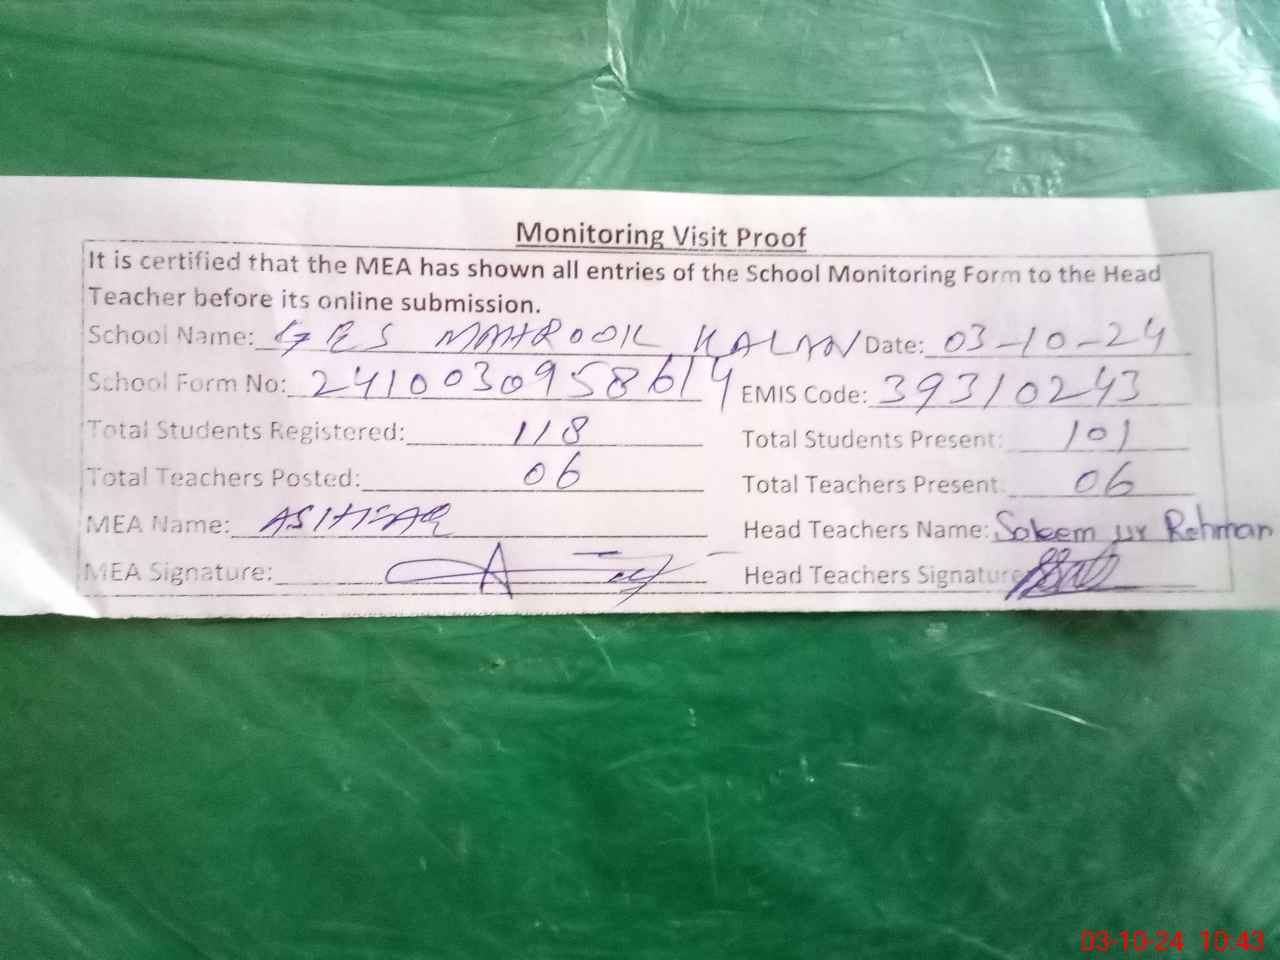 Monitoring Visit Proof
It is certified that the MEA has shown all entries of the School Monitoring Form to the Head
Teacher before its online submission.
School Name: GES MAHROOK KALAN Date: 03-10-24
School Form No: 2410030958614 EMIS Code: 39310243
Total Students Registered: 118 Total Students Present: 101
Total Teachers Posted: 06 Total Teachers Present: 06
MEA Name: ASHFAQ Head Teachers Name: Saleem ur Rehman
MEA Signature: Head Teachers Signature
03-10-24 10:43